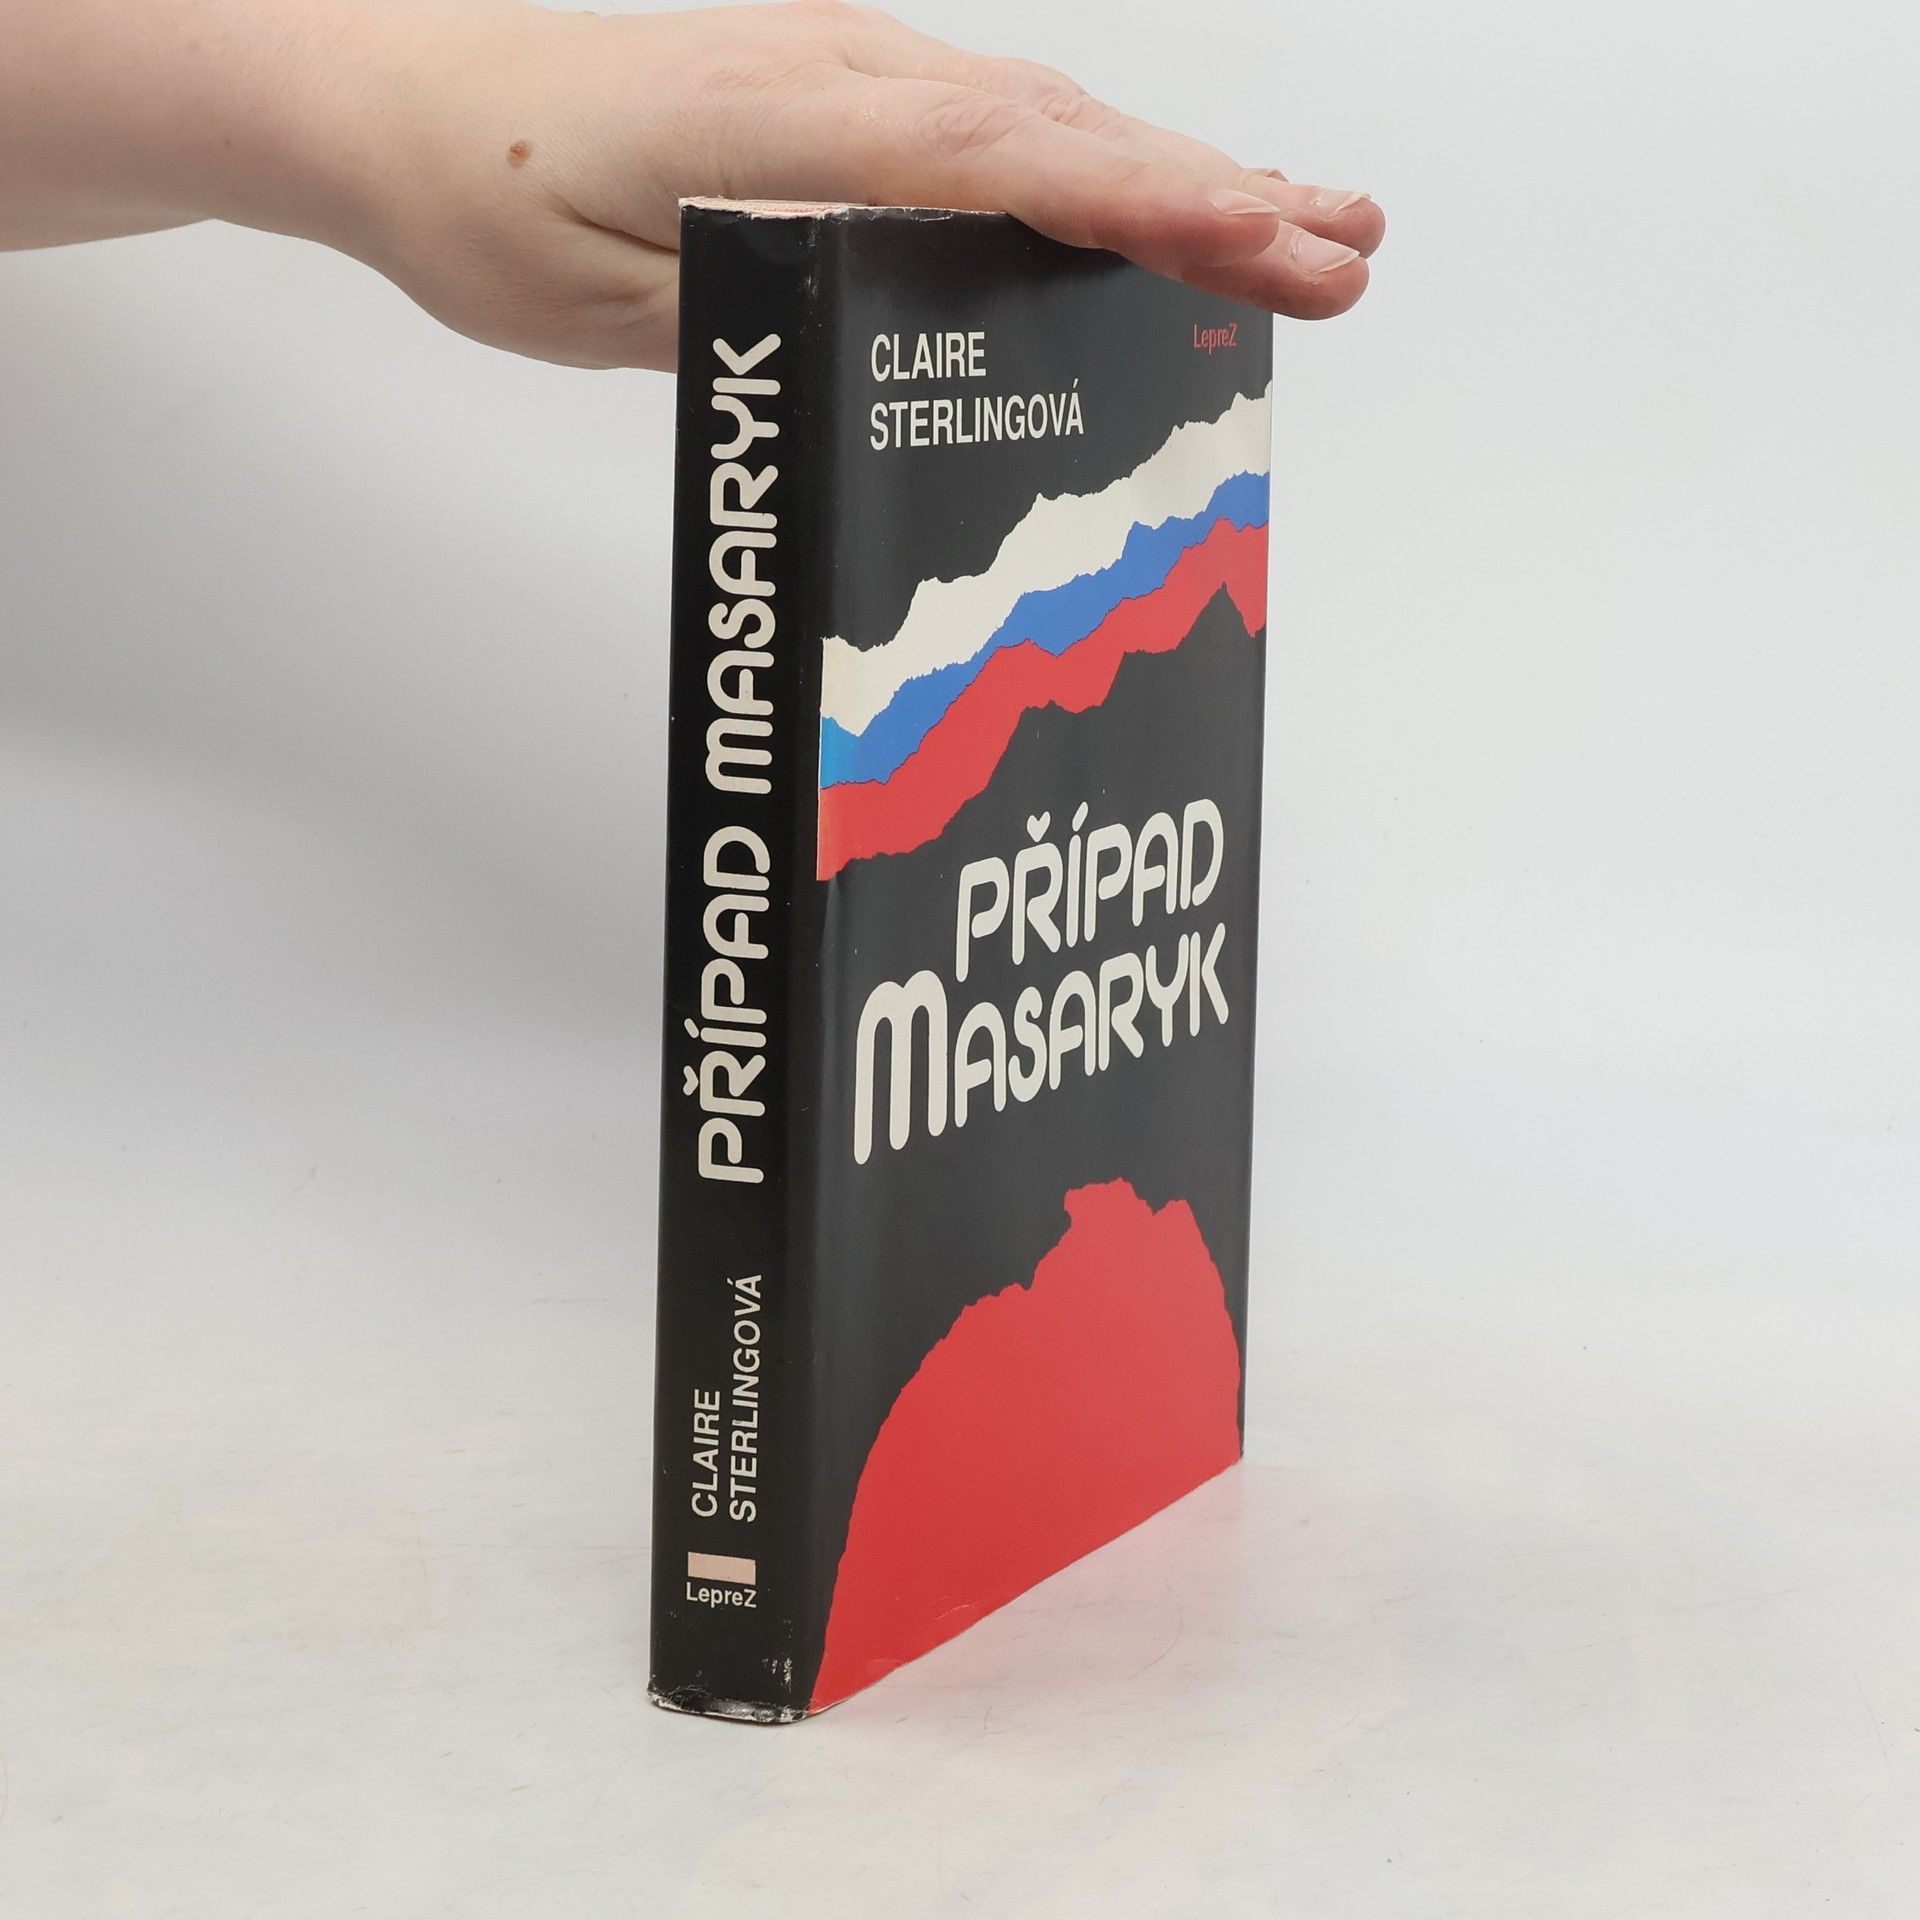 PŘÍPAD MASARYK
CLAIRE
STERLINGOVÁ
LepreZ
CLAIRE
STERLINGOVÁ
LepreZ
PŘÍPAD
MASARYK